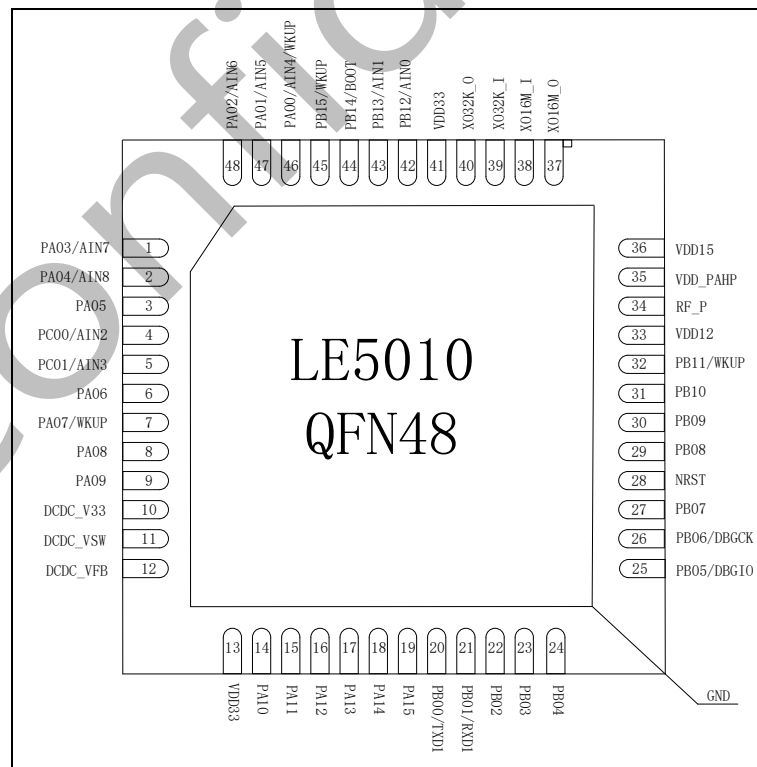 PA02/AIN6
PA01/AIN5
PA00/AIN4/WKUP
PB15/WKUP
PB14/BOOT
PB13/AIN1
PB12/AIN0
VDD33
XO32K_O
XO32K_I
XO16M_I
XO16M_O
48 47 46 45 44 43 42 41 40 39 38 37
PA03/AIN7 1
PA04/AIN8 2
PA05 3
PC00/AIN2 4
PC01/AIN3 5
PA06 6
PA07/WKUP 7
PA08 8
PA09 9
DCDC_V33 10
DCDC_VSW 11
DCDC_VFB 12
LE5010
QFN48
36 VDD15
35 VDD_PAHP
34 RF_P
33 VDD12
32 PB11/WKUP
31 PB10
30 PB09
29 PB08
28 NRST
27 PB07
26 PB06/DBGCK
25 PB05/DBGIO
13 14 15 16 17 18 19 20 21 22 23 24
VDD33
PA10
PA11
PA12
PA13
PA14
PA15
PB00/TXD1
PB01/RXD1
PB02
PB03
PB04
GND